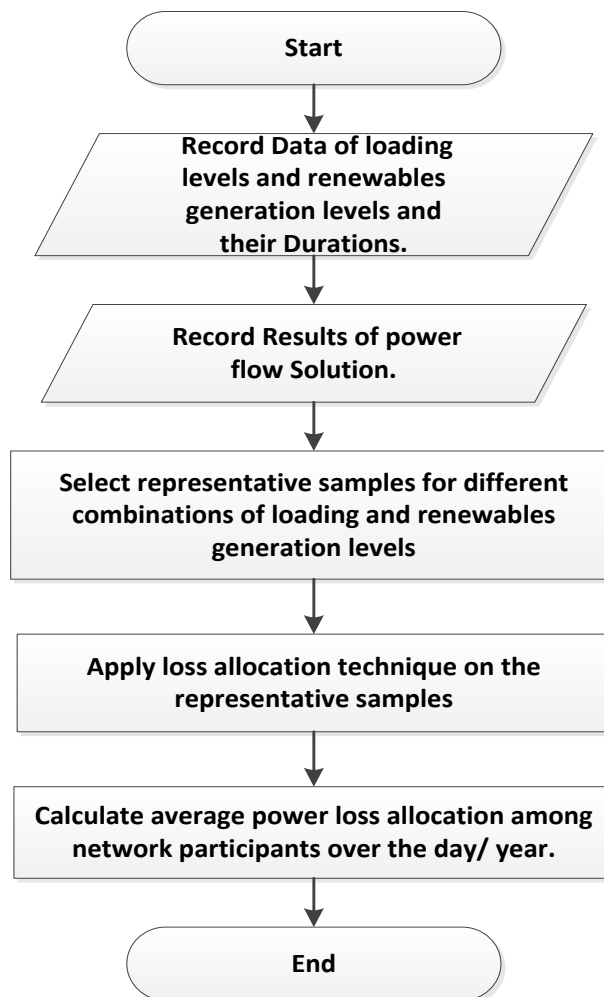 Start
Record Data of loading
levels and renewables
generation levels and
their Durations.
Record Results of power
flow Solution.
Select representative samples for different
combinations of loading and renewables
generation levels
Apply loss allocation technique on the
representative samples
Calculate average power loss allocation among
network participants over the day/ year.
End